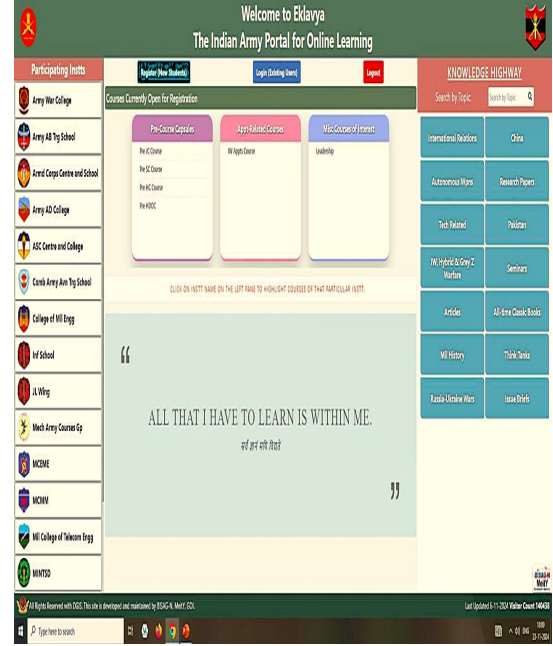 Welcome to Eklavya
The Indian Army Portal for Online Learning
Participating Instts
Army War College
Army AB Trg School
Armd Corps Centre and School
Army AD College
ASC Centre and College
Comb Army Avn Trg School
College of Mil Engg
Inf School
JL Wing
Mech Army Courses Gp
MCEME
MCMM
Mil College of Telecom Engg
MINTSD
Register (New Students)
Login (Existing Users)
Logout
Courses Currently Open for Registration
Pre-Course Capsules
Pre JC Course
Pre SC Course
Pre HC Course
Pre HDOC
Appt-Related Courses
IW Appts Course
Misc Courses of Interest
Leadership
CLICK ON INSTT NAME ON THE LEFT PANE TO HIGHLIGHT COURSES OF THAT PARTICULAR INSTT.
“
ALL THAT I HAVE TO LEARN IS WITHIN ME.
सर्वं ज्ञानं मयि विद्यते
”
KNOWLEDGE HIGHWAY
Search by Topic
Search by Topic
International Relations
China
Autonomous Wpns
Research Papers
Tech Related
Pakistan
IW, Hybrid & Grey Z
Warfare
Seminars
Articles
All-time Classic Books
Mil History
Think Tanks
Russia-Ukraine Wars
Issue Briefs
BISAG-N
MeitY
All Rights Reserved with DGIS. This site is developed and maintained by BISAG-N, MeitY, GOI.
Last Updated 6-11-2024 Visitor Count 140438
Type here to search
ENG
23-11-2024